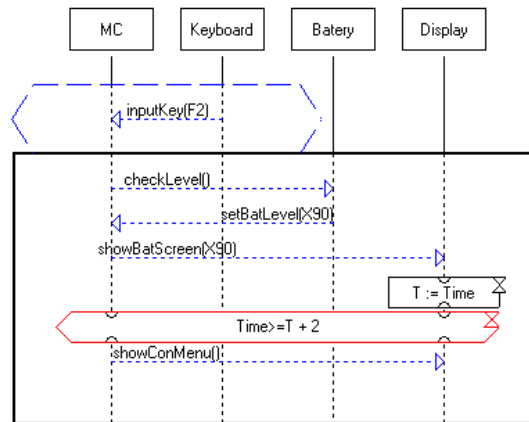 MC Keyboard Batery Display
inputKey(F2)
checkLevel()
setBatLevel(X90)
showBatScreen(X90)
T := Time
Time>=T + 2
showConMenu()